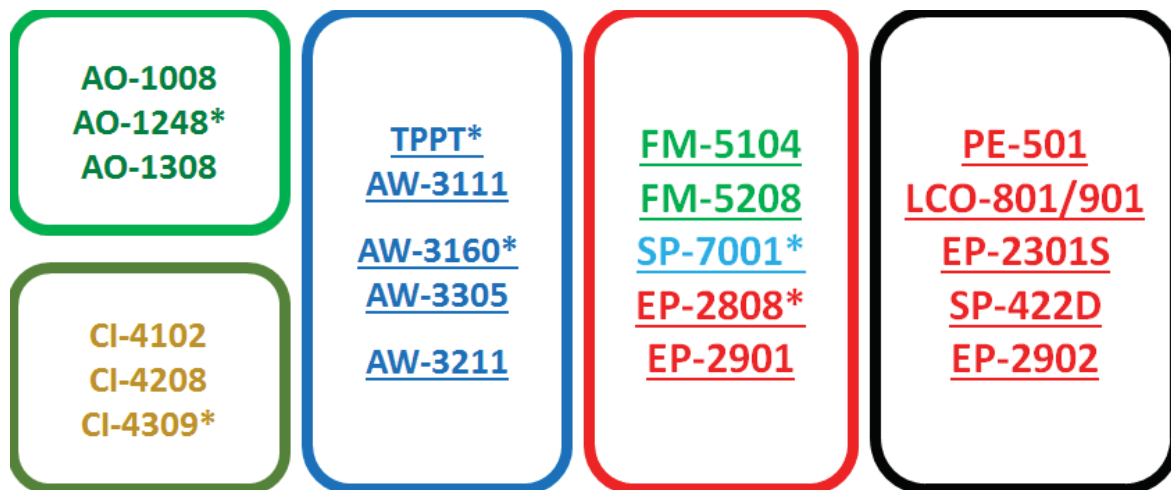 AO-1008
AO-1248*
AO-1308
CI-4102
CI-4208
CI-4309*
TPPT*
AW-3111
AW-3160*
AW-3305
AW-3211
FM-5104
FM-5208
SP-7001*
EP-2808*
EP-2901
PE-501
LCO-801/901
EP-2301S
SP-422D
EP-2902